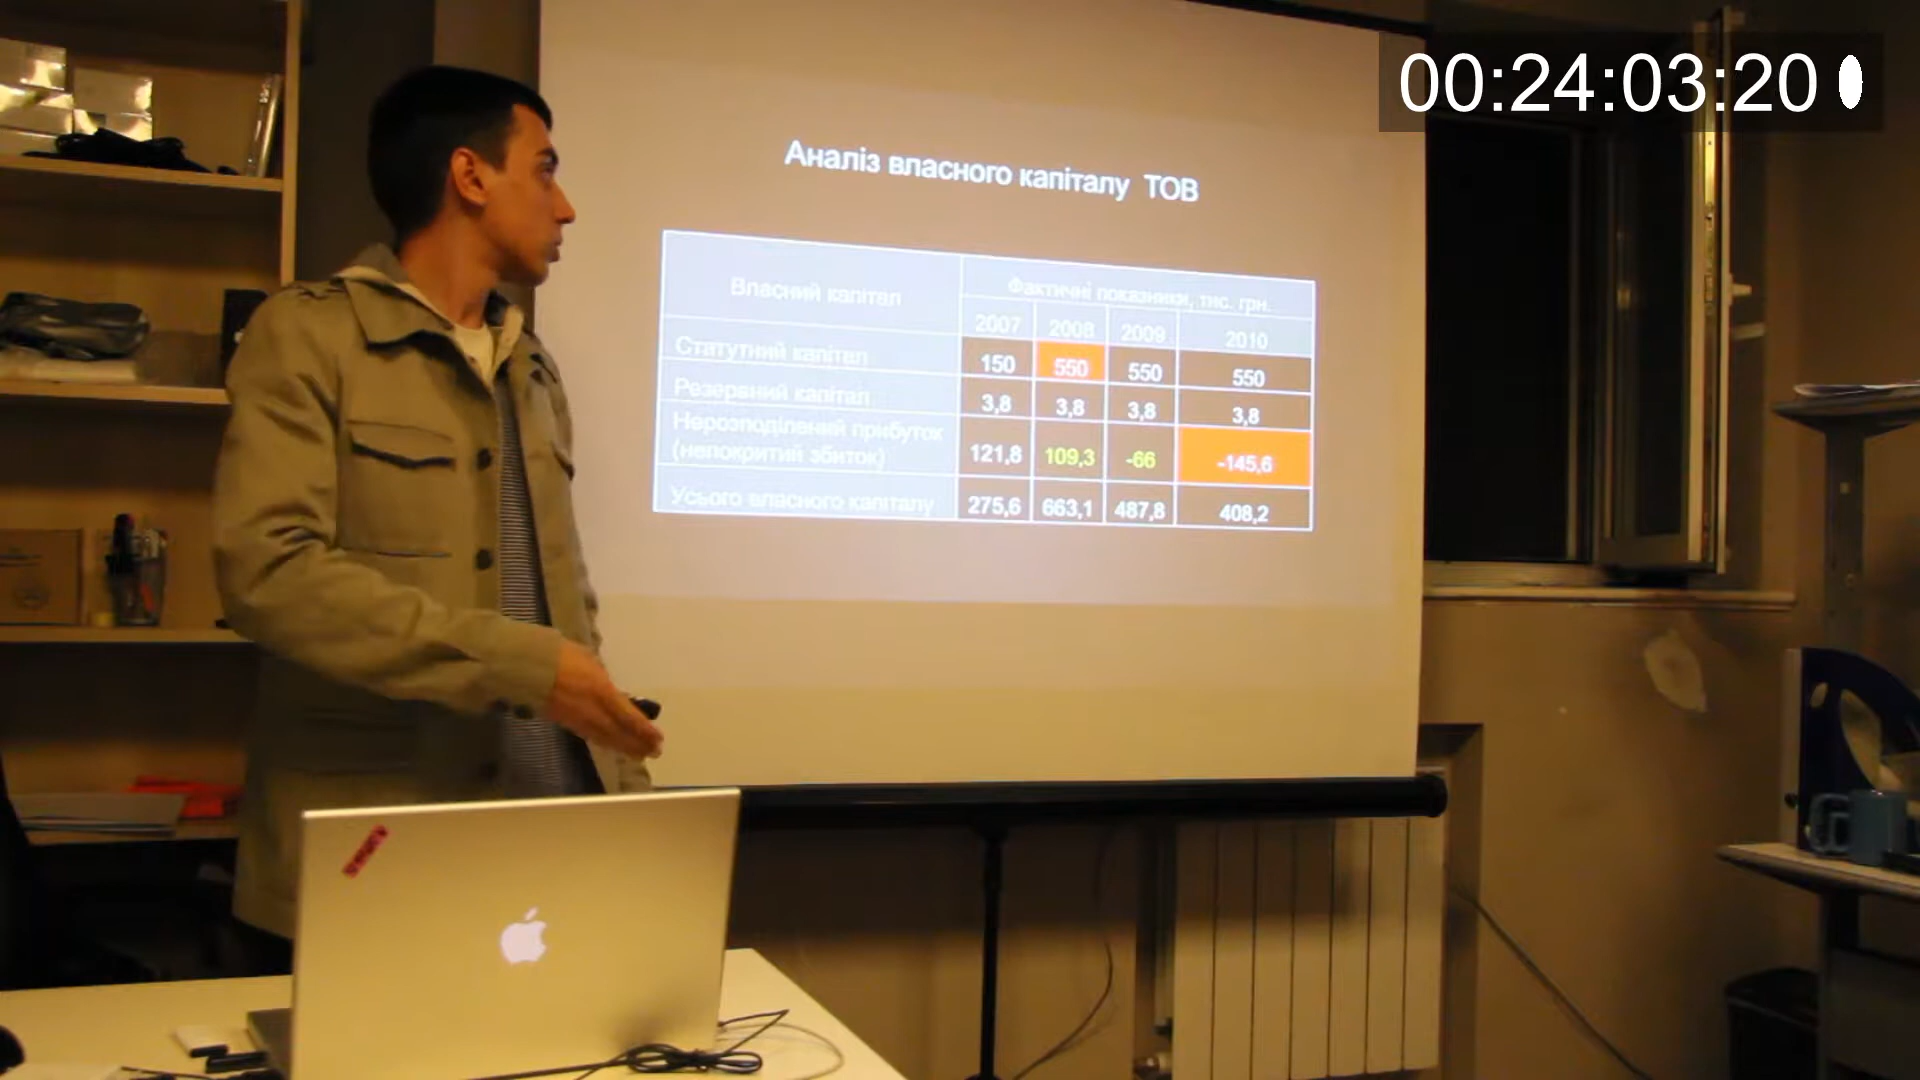 00:24:03:20
Аналіз власного капіталу ТОВ
Власний капітал
Фактичні показники, тис. грн.
2007 2008 2009 2010
Статутний капітал 150 550 550 550
Резервний капітал 3,8 3,8 3,8 3,8
Нерозподілений прибуток
(непокритий збиток) 121,8 109,3 -66 -145,6
Усього власного капіталу 275,6 663,1 487,8 408,2